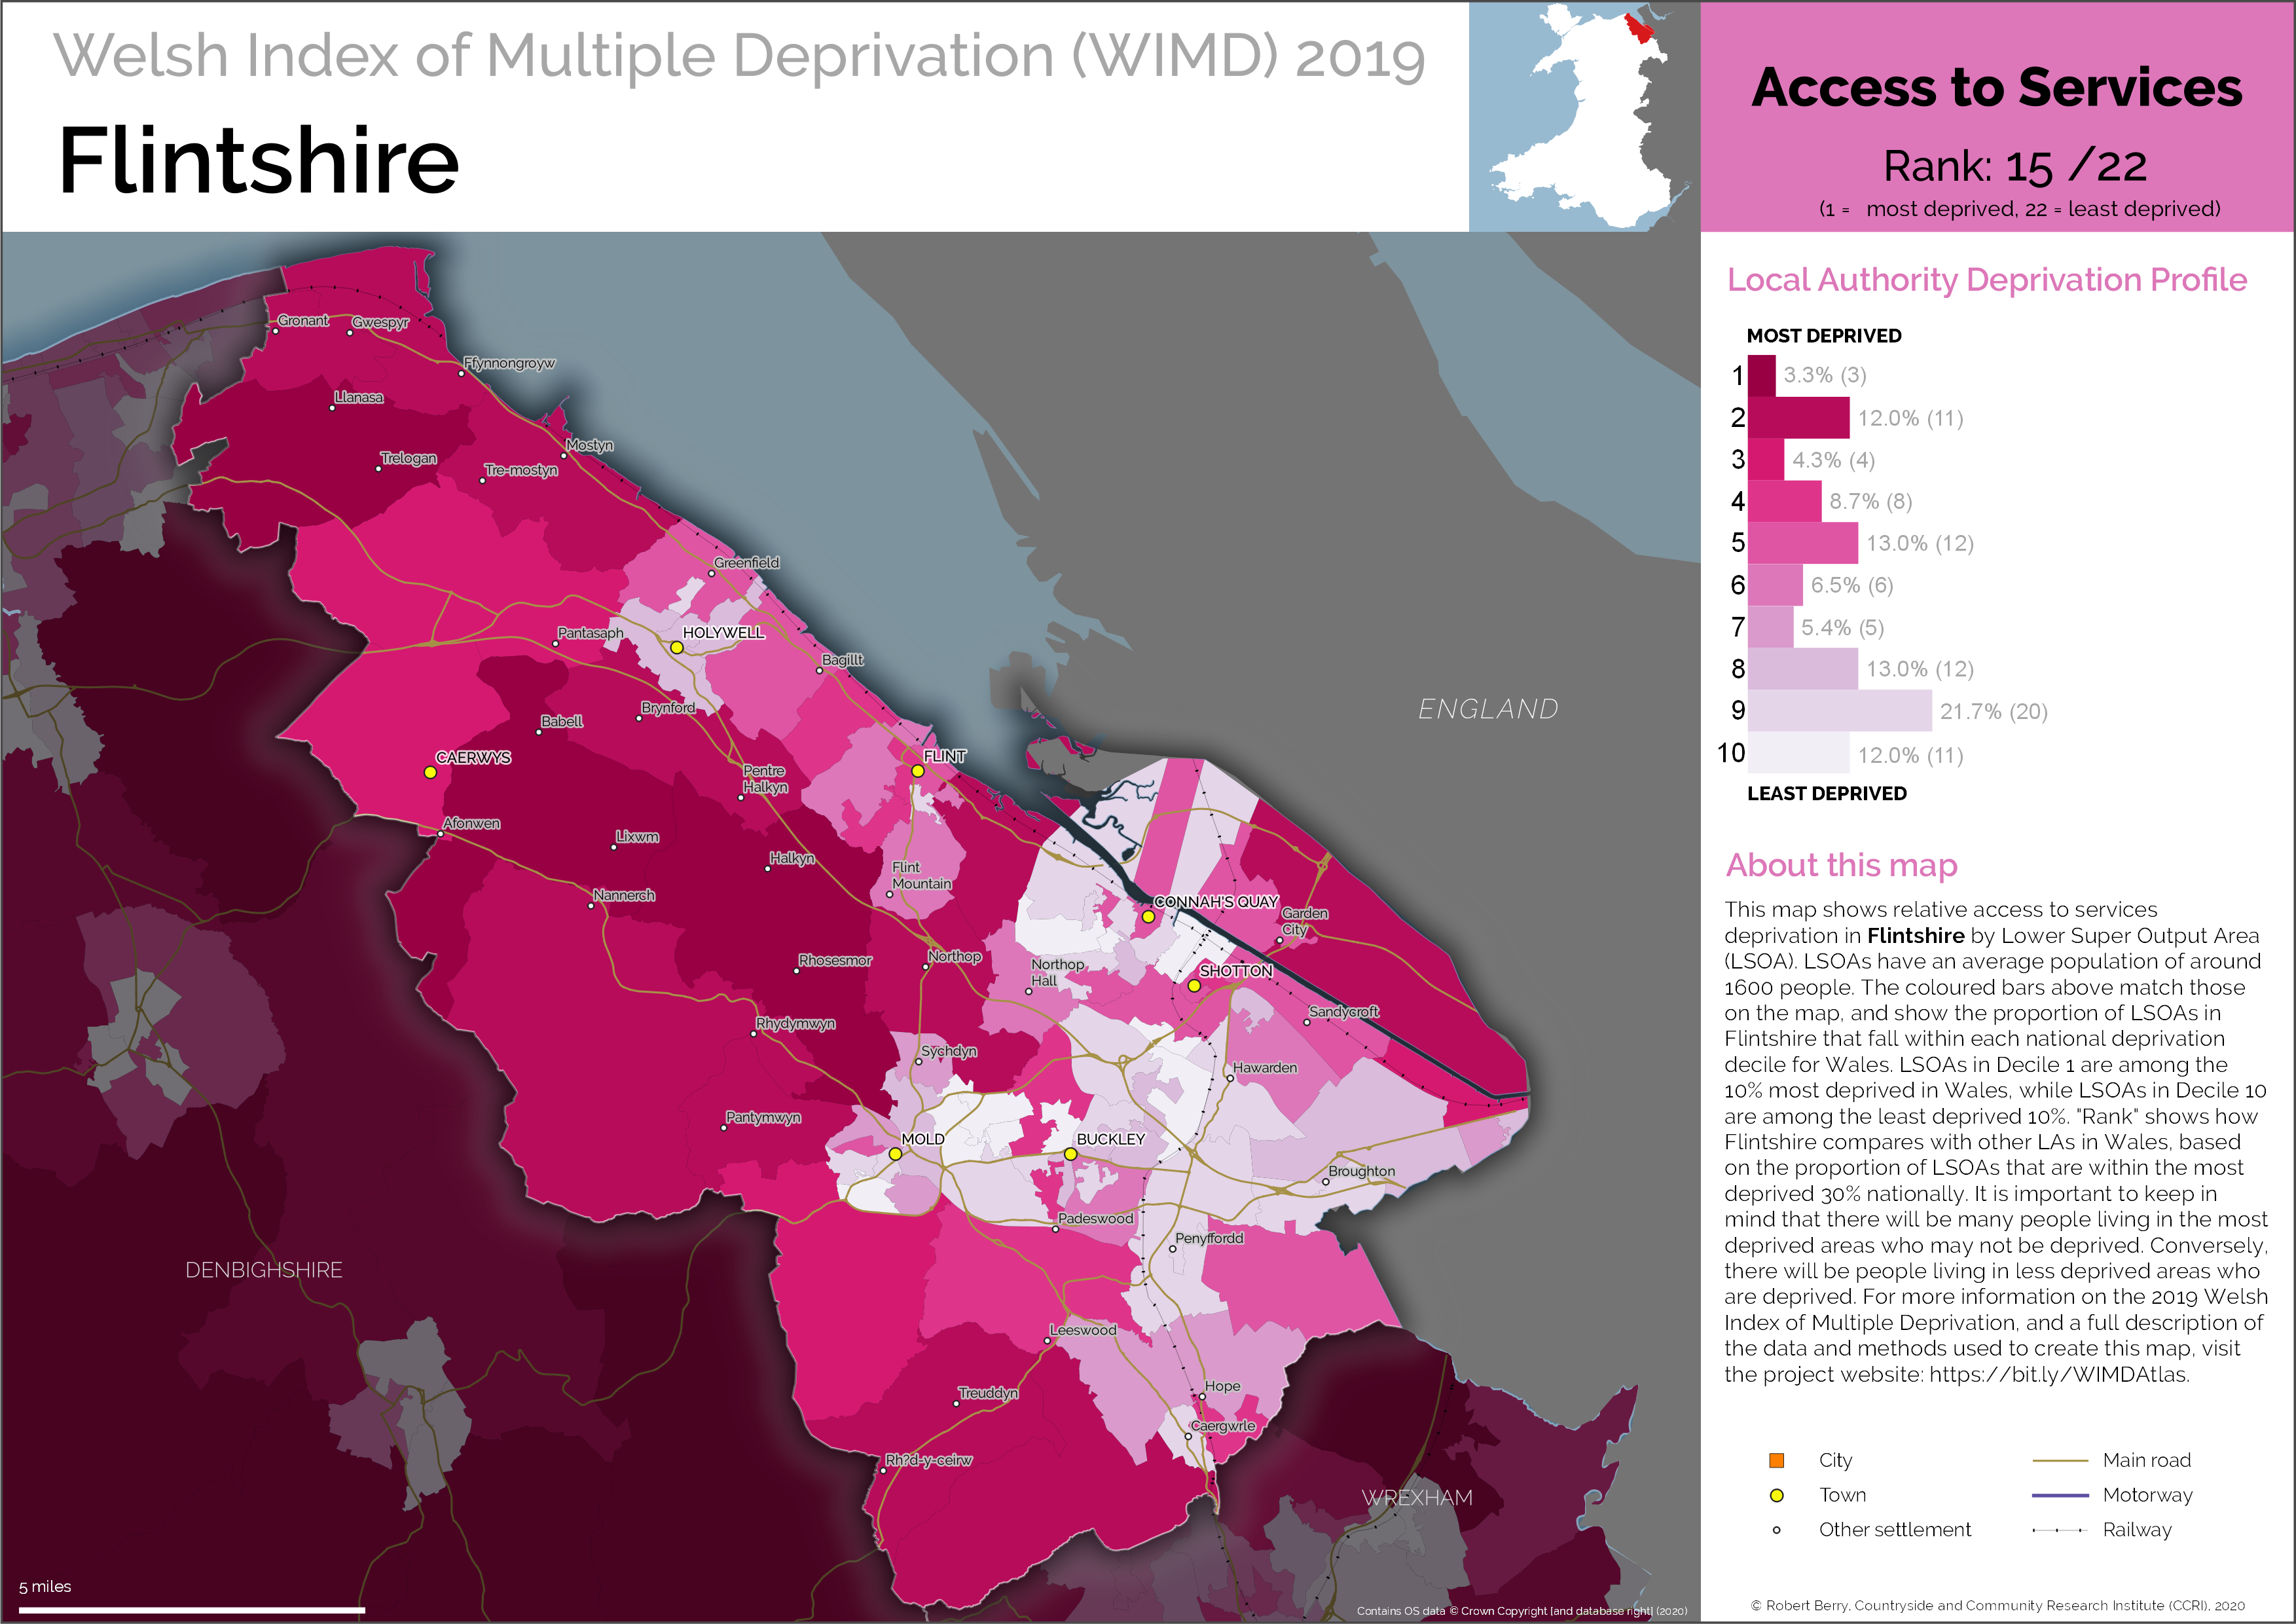 Welsh Index of Multiple Deprivation (WIMD) 2019
Flintshire
Access to Services
Rank: 15 /22
(1 = most deprived, 22 = least deprived)
Local Authority Deprivation Profile
MOST DEPRIVED
1 3.3% (3)
2 12.0% (11)
3 4.3% (4)
4 8.7% (8)
5 13.0% (12)
6 6.5% (6)
7 5.4% (5)
8 13.0% (12)
9 21.7% (20)
10 12.0% (11)
LEAST DEPRIVED
About this map
This map shows relative access to services
deprivation in Flintshire by Lower Super Output Area
(LSOA). LSOAs have an average population of around
1600 people. The coloured bars above match those
on the map, and show the proportion of LSOAs in
Flintshire that fall within each national deprivation
decile for Wales. LSOAs in Decile 1 are among the
10% most deprived in Wales, while LSOAs in Decile 10
are among the least deprived 10%. "Rank" shows how
Flintshire compares with other LAs in Wales, based
on the proportion of LSOAs that are within the most
deprived 30% nationally. It is important to keep in
mind that there will be many people living in the most
deprived areas who may not be deprived. Conversely,
there will be people living in less deprived areas who
are deprived. For more information on the 2019 Welsh
Index of Multiple Deprivation, and a full description of
the data and methods used to create this map, visit
the project website: https://bit.ly/WIMDAtlas.
City
Town
Other settlement
Main road
Motorway
Railway
© Robert Berry, Countryside and Community Research Institute (CCRI), 2020
Gronant
Gwespyr
Ffynnongroyw
Llanasa
Mostyn
Trelogan
Tre-mostyn
Greenfield
Pantasaph
HOLYWELL
Bagillt
Brynford
Babell
ENGLAND
CAERWYS
FLINT
Pentre
Halkyn
Afonwen
Lixwm
Halkyn
Flint
Mountain
Nannerch
CONNAH'S QUAY
Garden
City
Rhosesmor
Northop
Northop
Hall
SHOTTON
Sandycroft
Rhydymwyn
Sychdyn
Hawarden
Pantymwyn
MOLD
BUCKLEY
Broughton
Padeswood
Penyffordd
DENBIGHSHIRE
Leeswood
Treuddyn
Hope
Caergwrle
Rh?d-y-ceirw
WREXHAM
5 miles
Contains OS data © Crown Copyright [and database right] (2020)